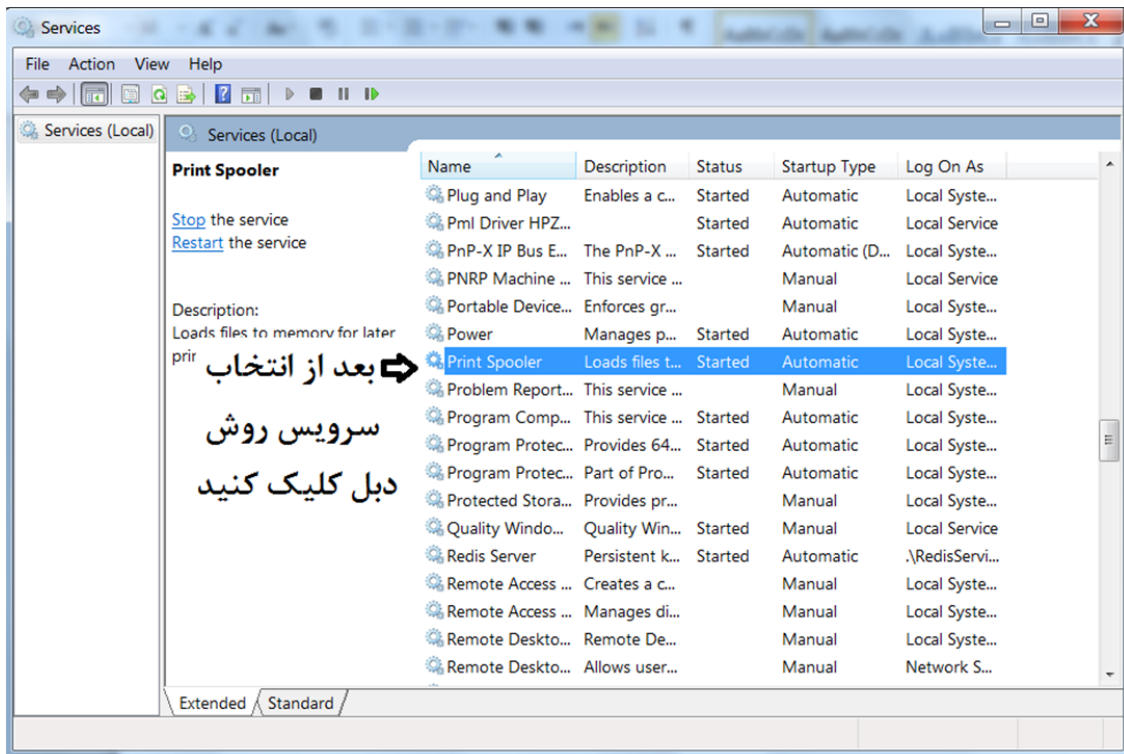 Services
File Action View Help
Services (Local)
Services (Local)
Print Spooler
Stop the service
Restart the service
Description:
Loads files to memory for later
prin
بعد از انتخاب
سرویس روش
دبل کلیک کنید
Name Description Status Startup Type Log On As
Plug and Play Enables a c... Started Automatic Local Syste...
Pml Driver HPZ... Started Automatic Local Service
PnP-X IP Bus E... The PnP-X ... Started Automatic (D... Local Syste...
PNRP Machine ... This service ... Manual Local Service
Portable Device... Enforces gr... Manual Local Syste...
Power Manages p... Started Automatic Local Syste...
Print Spooler Loads files t... Started Automatic Local Syste...
Problem Report... This service ... Manual Local Syste...
Program Comp... This service ... Started Automatic Local Syste...
Program Protec... Provides 64... Started Automatic Local Syste...
Program Protec... Part of Pro... Started Automatic Local Syste...
Protected Stora... Provides pr... Manual Local Syste...
Quality Windo... Quality Win... Started Manual Local Service
Redis Server Persistent k... Started Automatic .\RedisServi...
Remote Access ... Creates a c... Manual Local Syste...
Remote Access ... Manages di... Manual Local Syste...
Remote Deskto... Remote De... Manual Local Syste...
Remote Deskto... Allows user... Manual Network S...
Extended Standard